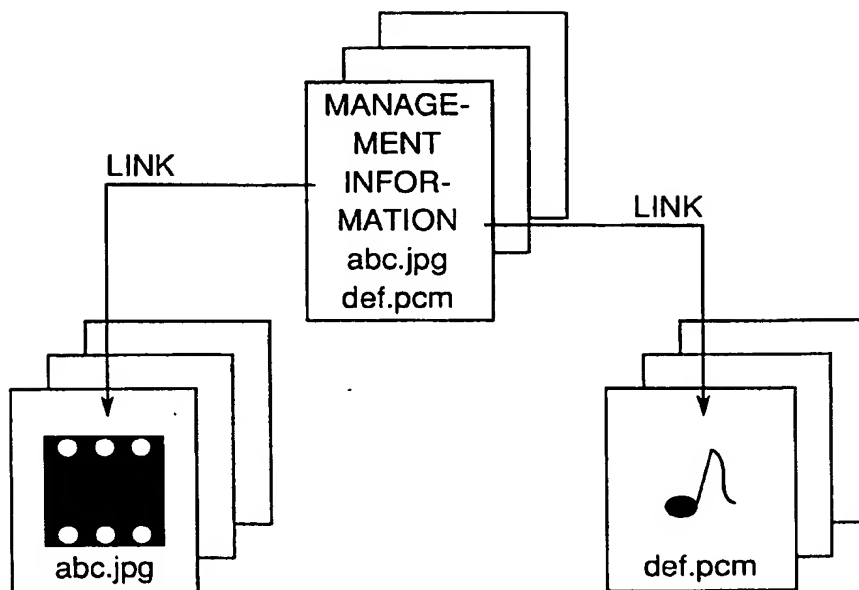 MANAGE-
MENT
INFOR-
MATION
abc.jpg
def.pcm
LINK
LINK
abc.jpg
def.pcm